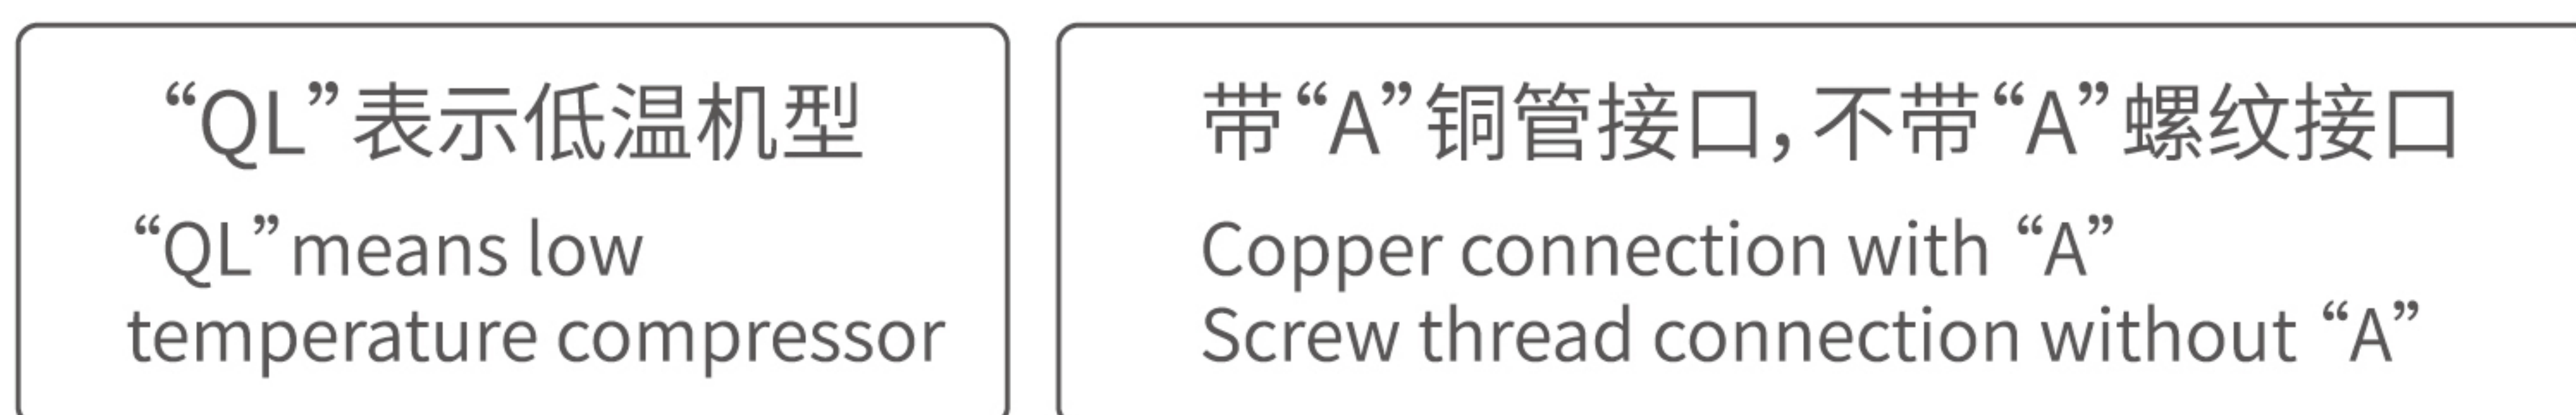 “QL”表示低温机型
“QL”means low
temperature compressor
带“A”铜管接口，不带“A”螺纹接口
Copper connection with “A”
Screw thread connection without “A”